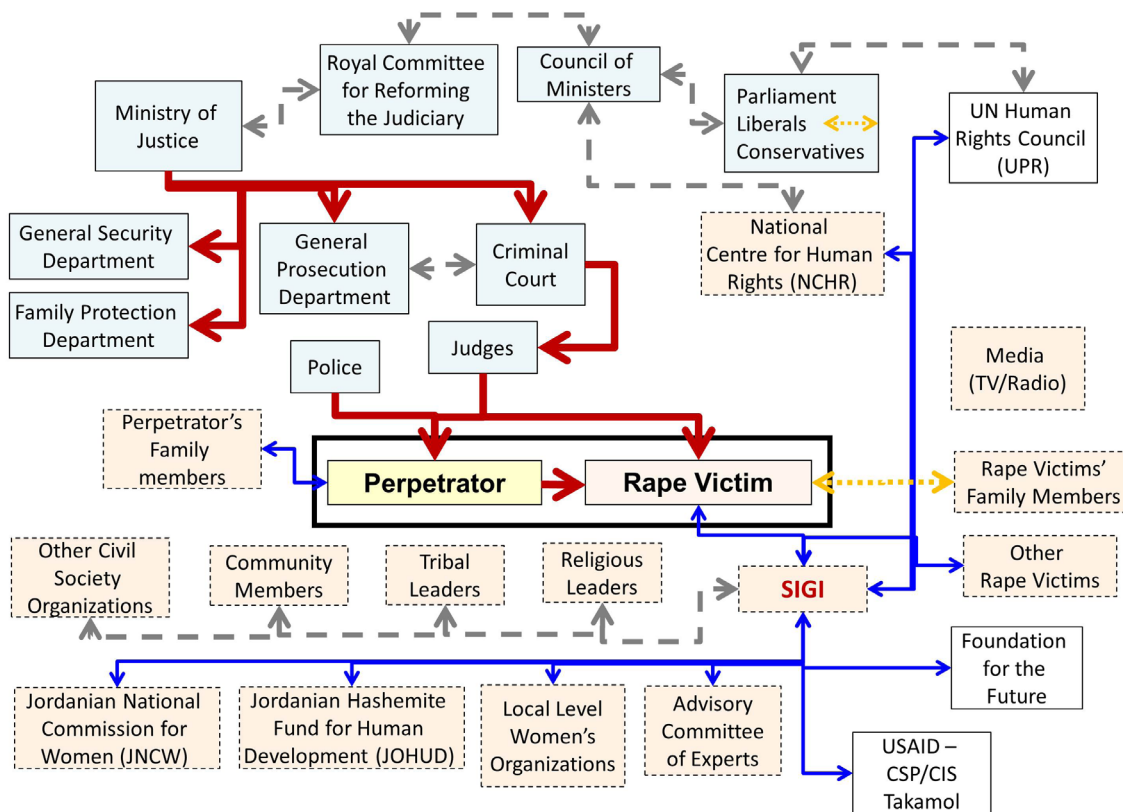 Royal Committee
for Reforming
the Judiciary
Council of
Ministers
Ministry of
Justice
Parliament
Liberals
Conservatives
UN Human
Rights Council
(UPR)
General Security
Department
General
Prosecution
Department
Criminal
Court
National
Centre for Human
Rights (NCHR)
Family Protection
Department
Police
Judges
Media
(TV/Radio)
Perpetrator’s
Family
members
Perpetrator
Rape Victim
Rape Victims’
Family Members
Other Civil
Society
Organizations
Community
Members
Tribal
Leaders
Religious
Leaders
SIGI
Other
Rape Victims
Foundation
for the
Future
Jordanian National
Commission for
Women (JNCW)
Jordanian Hashemite
Fund for Human
Development (JOHUD)
Local Level
Women’s
Organizations
Advisory
Committee
of Experts
USAID –
CSP/CIS
Takamol